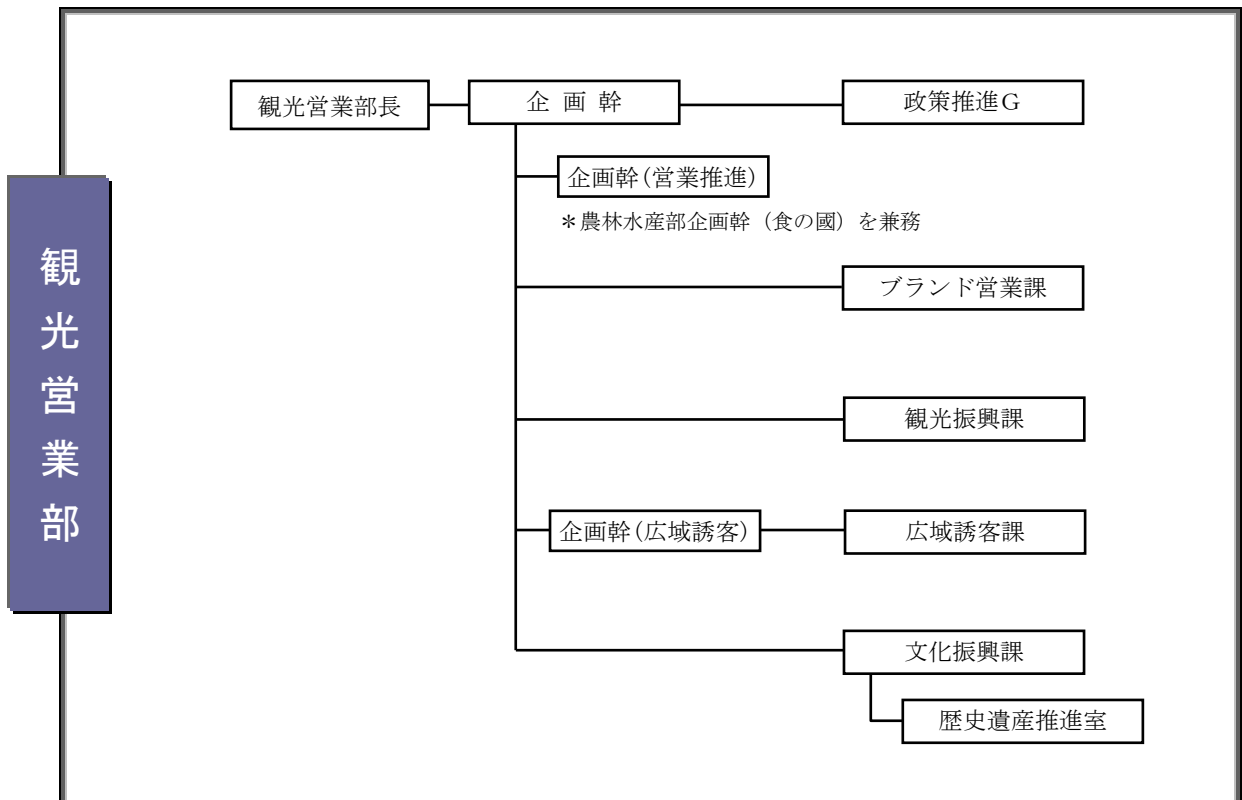 観光営業部
観光営業部長
企画幹
政策推進G
企画幹(営業推進)
*農林水産部企画幹（食の國）を兼務
ブランド営業課
観光振興課
企画幹(広域誘客)
広域誘客課
文化振興課
歴史遺産推進室